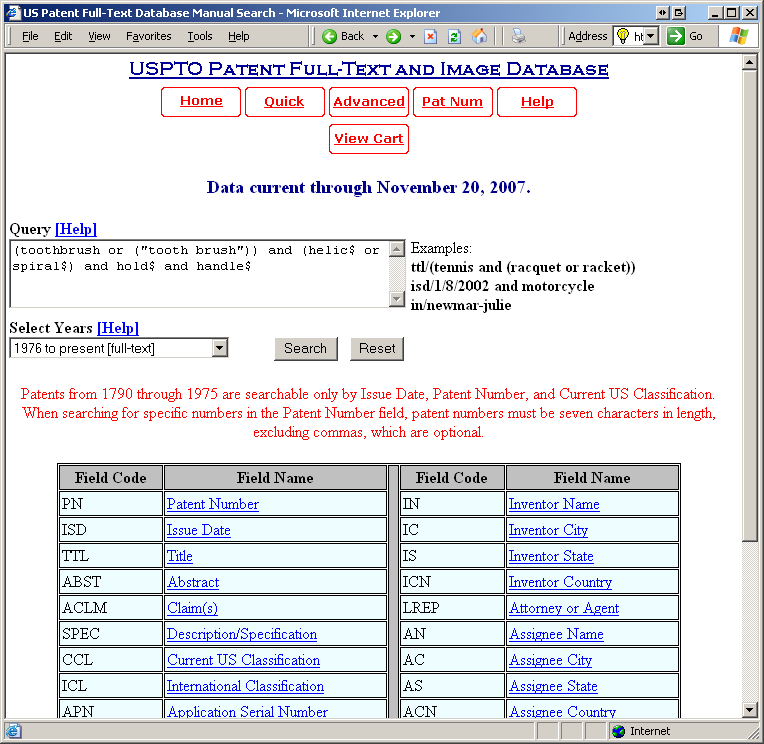 US Patent Full-Text Database Manual Search - Microsoft Internet Explorer
File Edit View Favorites Tools Help Back Address Go
USPTO PATENT FULL-TEXT AND IMAGE DATABASE
Home Quick Advanced Pat Num Help
View Cart
Data current through November 20, 2007.
Query [Help]
(toothbrush or ("tooth brush")) and (helic$ or
spiral$) and hold$ and handle$
Examples:
ttl/(tennis and (racquet or racket))
isd/1/8/2002 and motorcycle
in/newmar-julie
Select Years [Help]
1976 to present [full-text] Search Reset
Patents from 1790 through 1975 are searchable only by Issue Date, Patent Number, and Current US Classification.
When searching for specific numbers in the Patent Number field, patent numbers must be seven characters in length,
excluding commas, which are optional.
Field Code Field Name Field Code Field Name
PN Patent Number IN Inventor Name
ISD Issue Date IC Inventor City
TTL Title IS Inventor State
ABST Abstract ICN Inventor Country
ACLM Claim(s) LREP Attorney or Agent
SPEC Description/Specification AN Assignee Name
CCL Current US Classification AC Assignee City
ICL International Classification AS Assignee State
APN Application Serial Number ACN Assignee Country
Internet